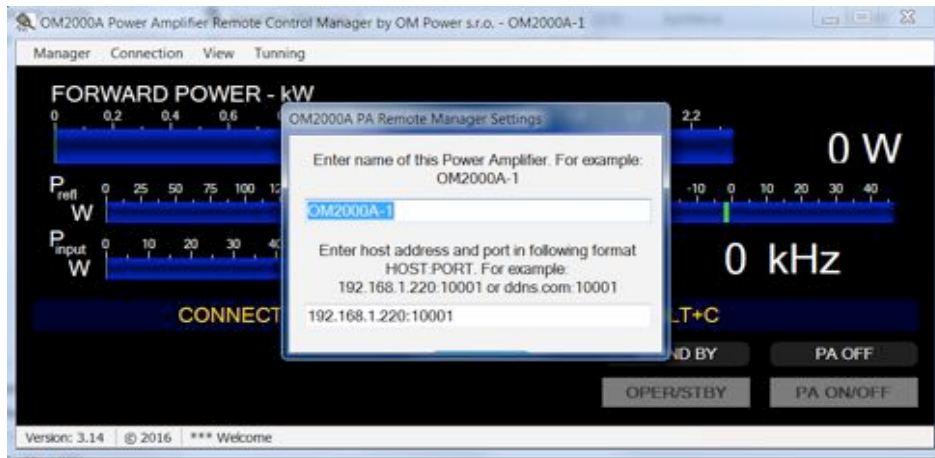 OM2000A Power Amplifier Remote Control Manager by OM Power s.r.o. - OM2000A-1
Manager Connection View Tunning
FORWARD POWER - kW
0 0,2 0,4 0,6 2,2
0 W
OM2000A PA Remote Manager Settings
Enter name of this Power Amplifier. For example:
OM2000A-1
OM2000A-1
Enter host address and port in following format
HOST:PORT. For example:
192.168.1.220:10001 or ddns.com:10001
192.168.1.220:10001
Prefl W 0 25 50 75 100
-10 0 10 20 30 40
Pinput W 0 10 20 30 40
0 kHz
CONNECT
LT+C
ND BY PA OFF
OPER/STBY PA ON/OFF
Version: 3.14 © 2016 *** Welcome